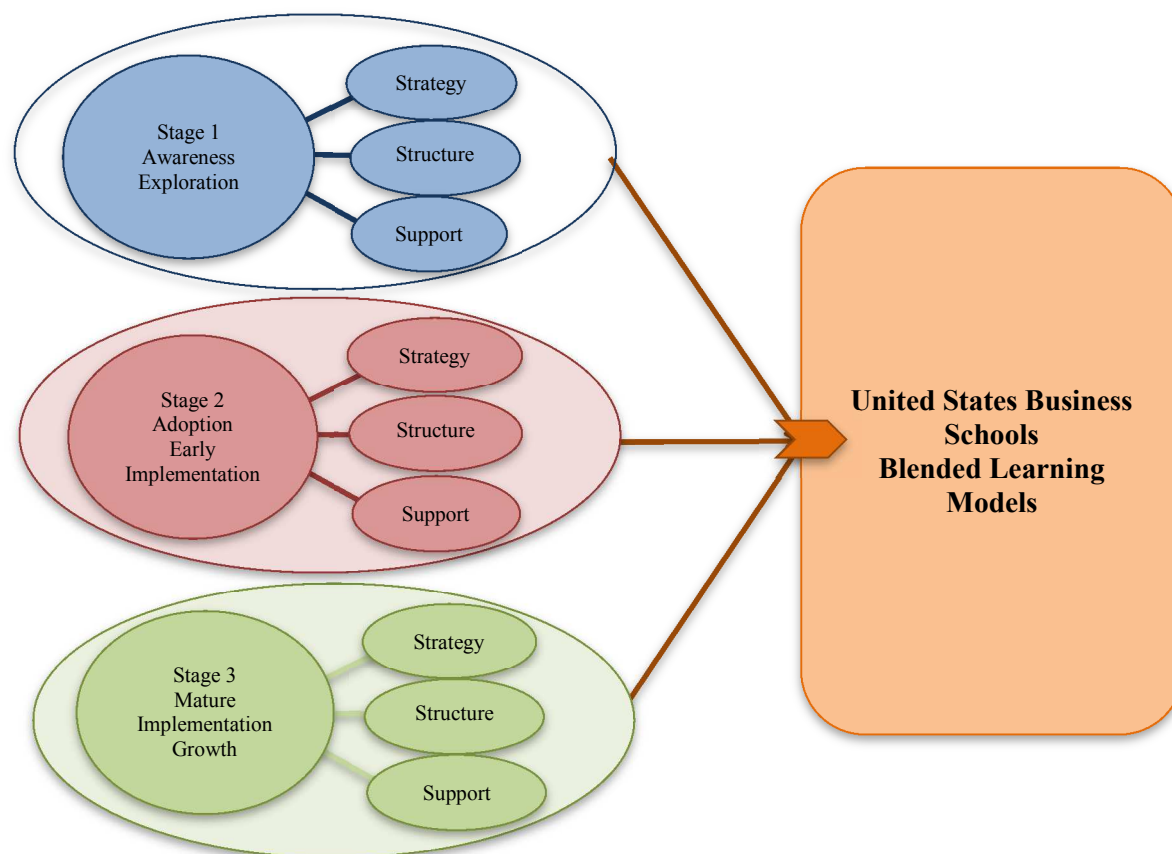 Stage 1
Awareness
Exploration
Strategy
Structure
Support
Stage 2
Adoption
Early
Implementation
Strategy
Structure
Support
Stage 3
Mature
Implementation
Growth
Strategy
Structure
Support
United States Business
Schools
Blended Learning
Models